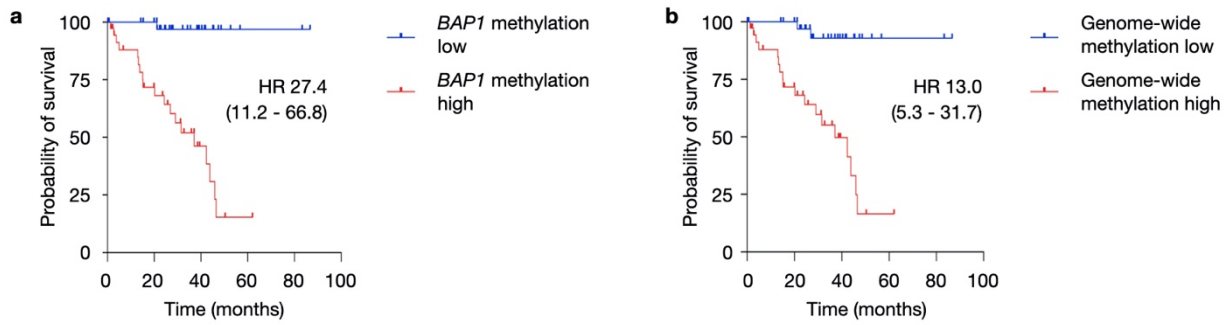 a
Probability of survival
100
75
50
25
0
0 20 40 60 80 100
Time (months)
HR 27.4
(11.2 - 66.8)
BAP1 methylation
low
BAP1 methylation
high
b
Probability of survival
100
75
50
25
0
0 20 40 60 80 100
Time (months)
HR 13.0
(5.3 - 31.7)
Genome-wide
methylation low
Genome-wide
methylation high